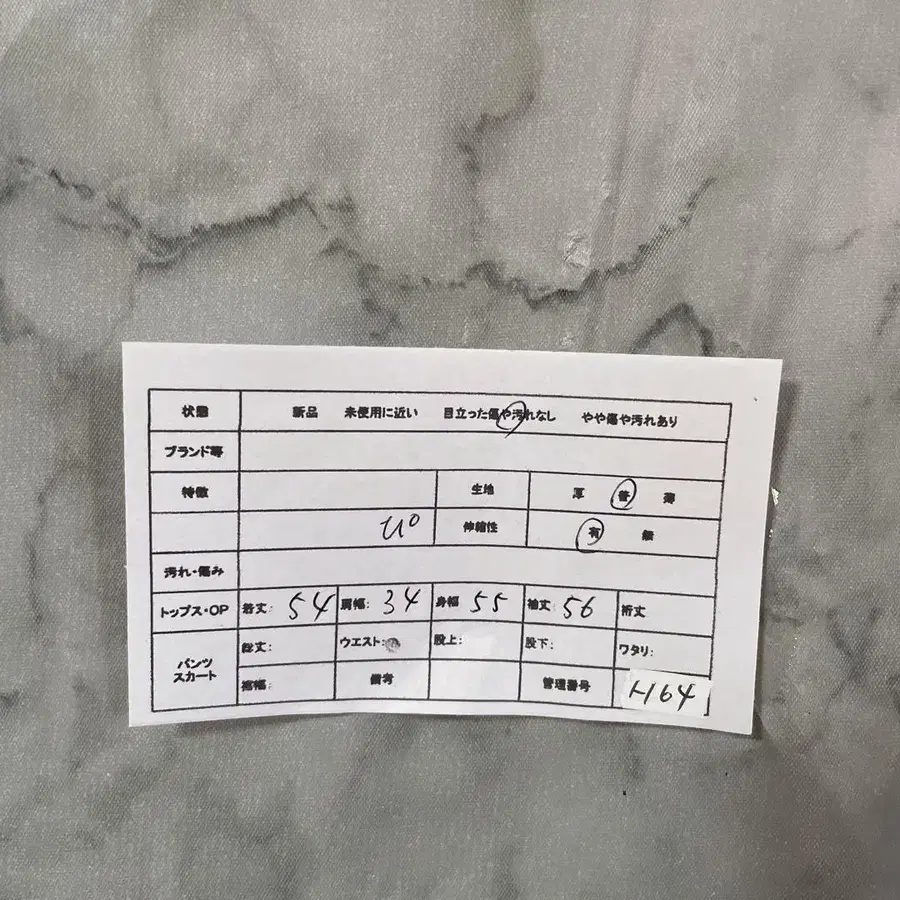 状態 新品 未使用に近い 目立った傷や汚れなし やや傷や汚れあり
ブランド等
特徴 生地 厚 普 薄
伸縮性 有 無
汚れ・傷み
トップス・OP 着丈: 54 肩幅: 34 身幅 55 袖丈: 56 裄丈
パンツ スカート 総丈: ウエスト: 股上: 股下: ワタリ:
裾幅: 備考 管理番号 H64